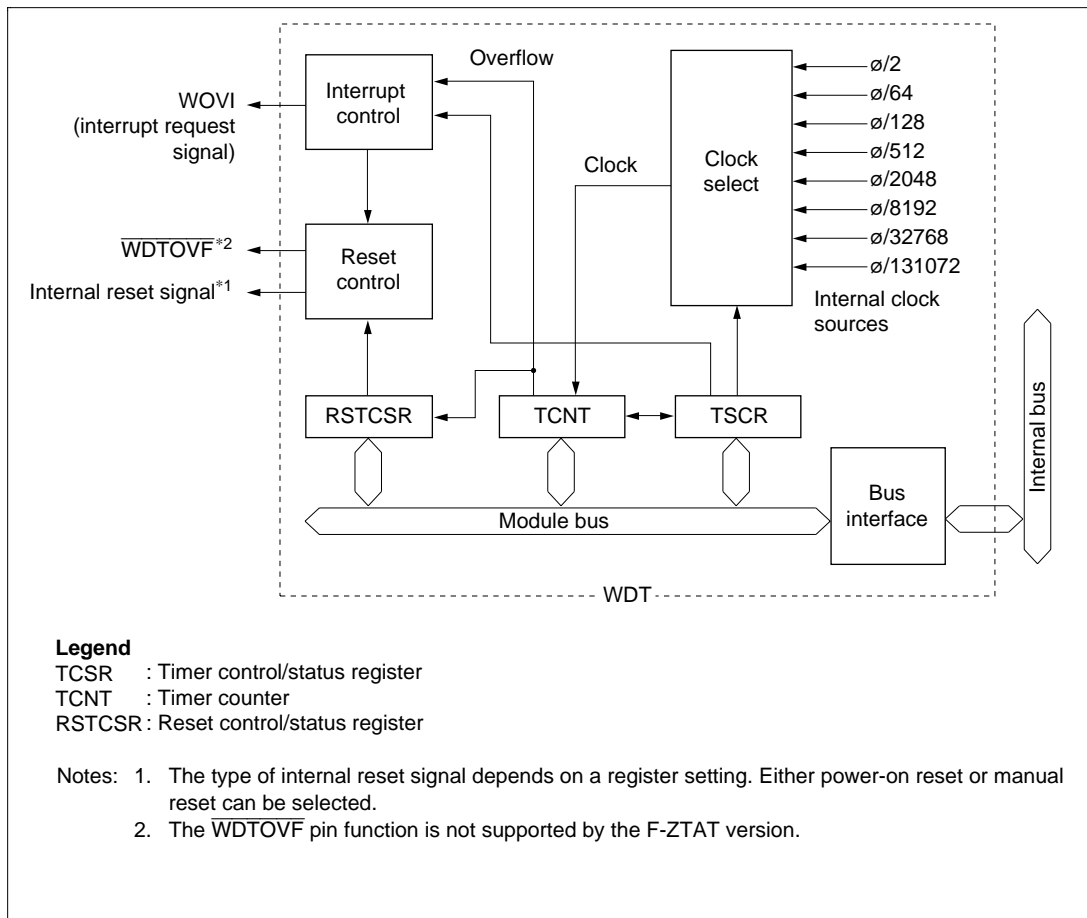 Overflow
Interrupt
control
WOVI
(interrupt request
signal)
WDTOVF*2
Internal reset signal*1
Reset
control
Clock
Clock
select
ø/2
ø/64
ø/128
ø/512
ø/2048
ø/8192
ø/32768
ø/131072
Internal clock
sources
RSTCSR
TCNT
TSCR
Module bus
Bus
interface
Internal bus
WDT
Legend
TCSR : Timer control/status register
TCNT : Timer counter
RSTCSR : Reset control/status register
Notes: 1. The type of internal reset signal depends on a register setting. Either power-on reset or manual
reset can be selected.
2. The WDTOVF pin function is not supported by the F-ZTAT version.